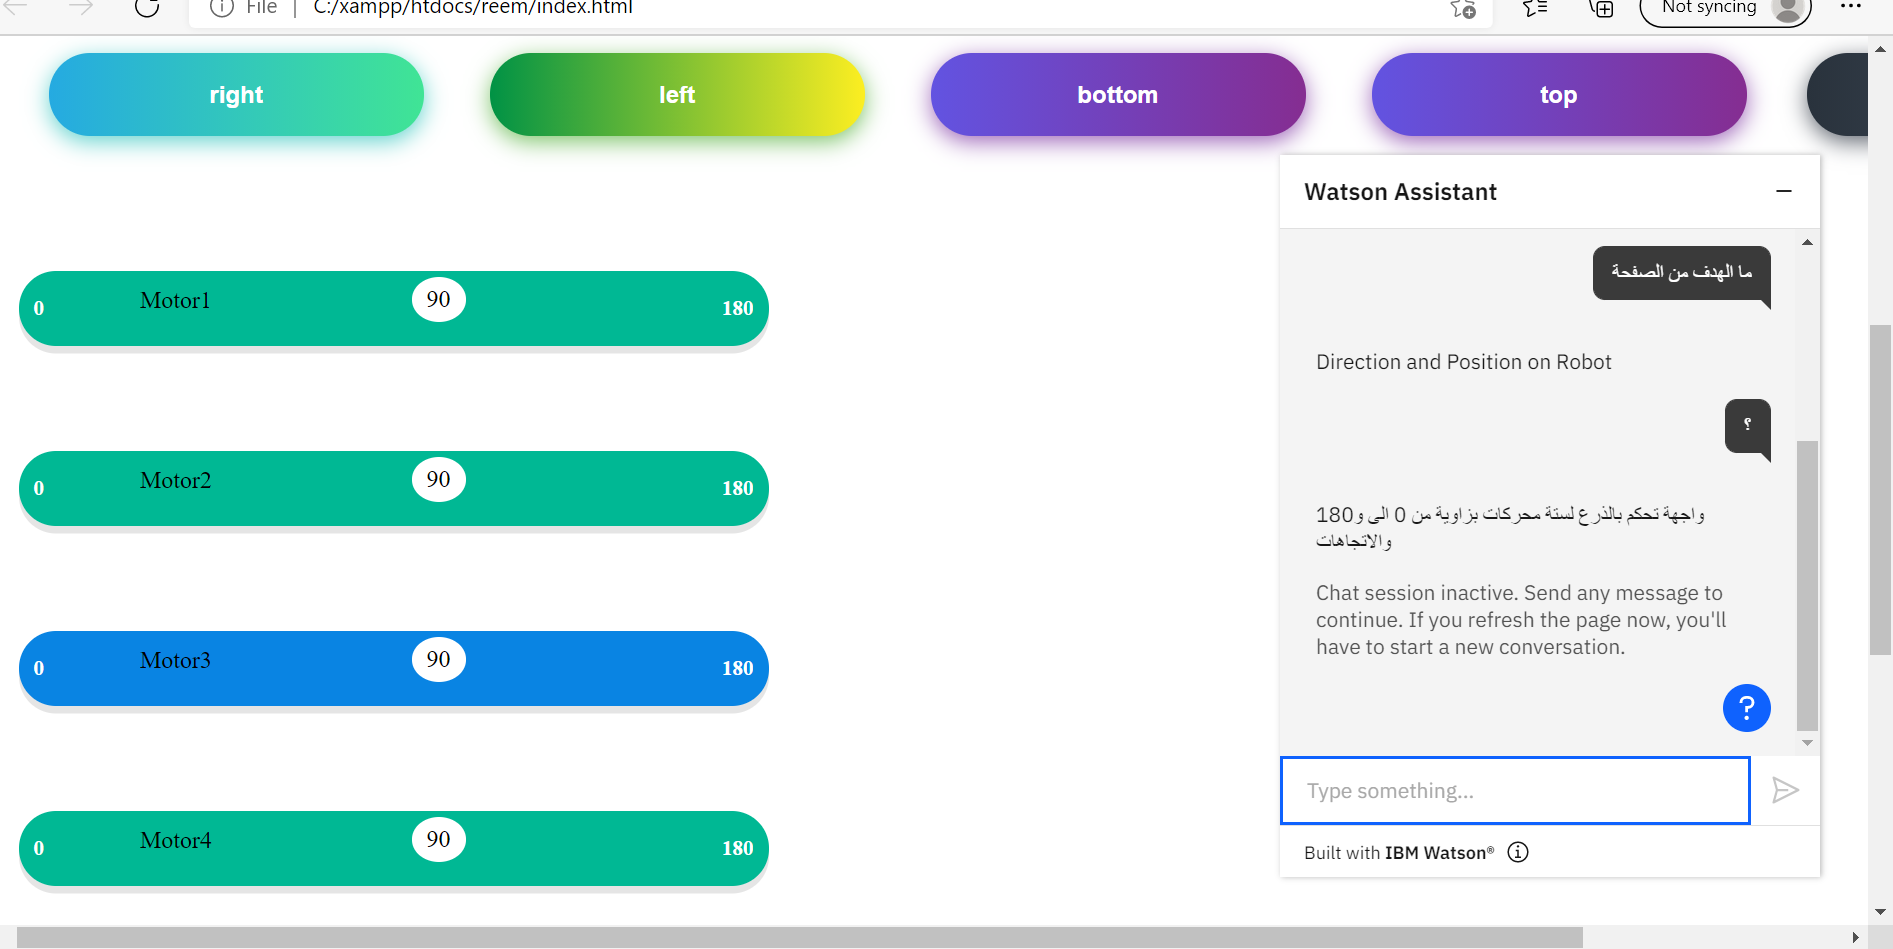 File | C:/xampp/htdocs/reem/index.html
Not syncing
right
left
bottom
top
Motor1
0
90
180
Motor2
0
90
180
Motor3
0
90
180
Motor4
0
90
180
Watson Assistant
ما الهدف من الصفحة
Direction and Position on Robot
؟
واجهة تحكم بالذرع لستة محركات بزاوية من 0 الى و180
والاتجاهات
Chat session inactive. Send any message to
continue. If you refresh the page now, you'll
have to start a new conversation.
?
Type something...
Built with IBM Watson®